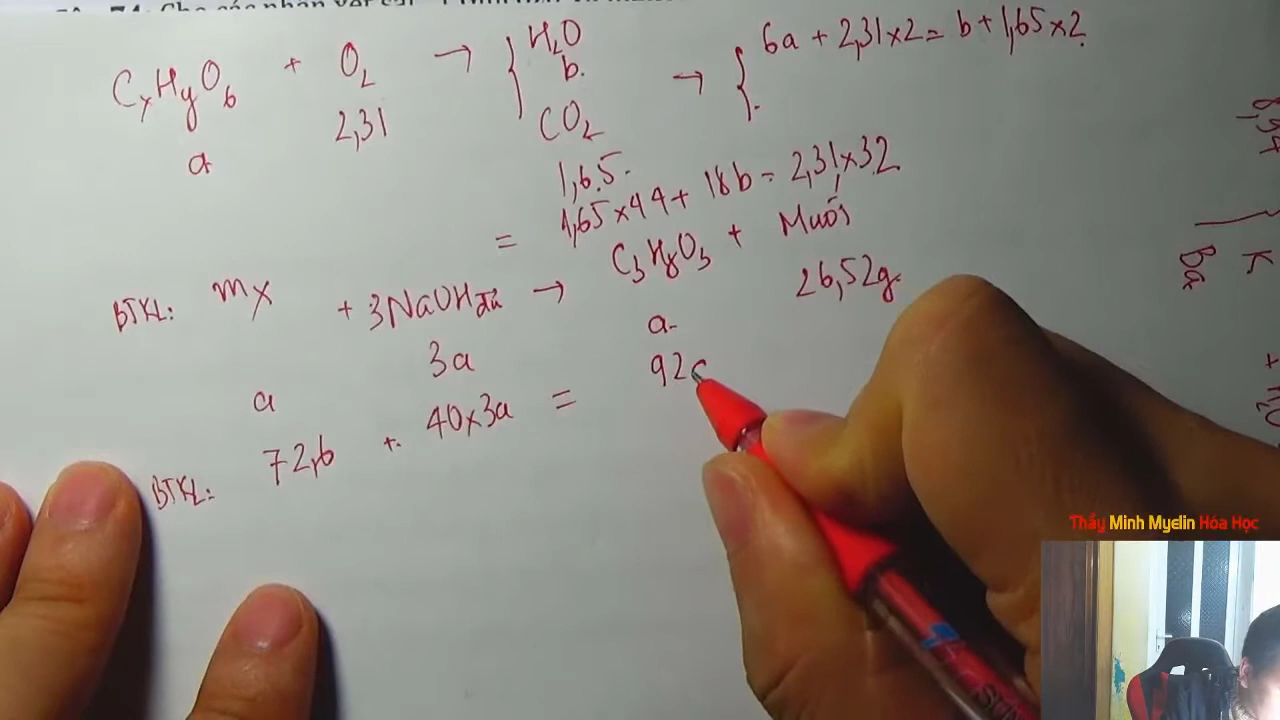 CxHyO6 + O2 → H2O
b.
a 2,31 CO2
1,65.
→ 6a + 2,31×2 = b + 1,65×2
= 1,65×44 + 18b - 2,31×32
BTKL: mX + 3NaOH đủ → C3H8O3 + Muối
a 3a a- 26,52g.
BTKL: 72,b +. 40×3a = 92
K
Ba
Thầy Minh Myelin Hóa Học